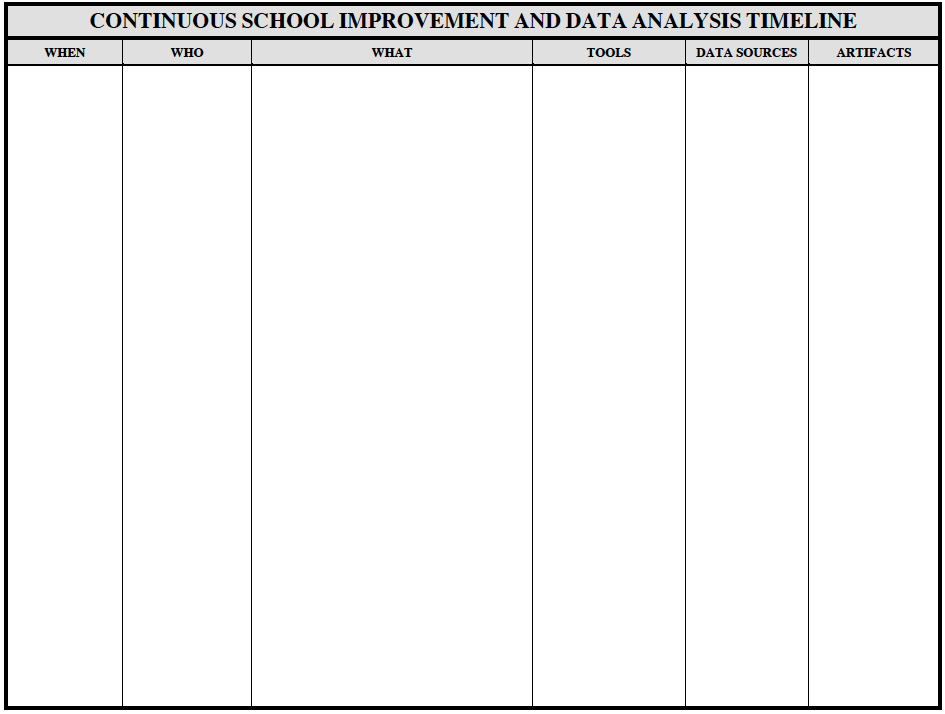 CONTINUOUS SCHOOL IMPROVEMENT AND DATA ANALYSIS TIMELINE
WHEN WHO WHAT TOOLS DATA SOURCES ARTIFACTS